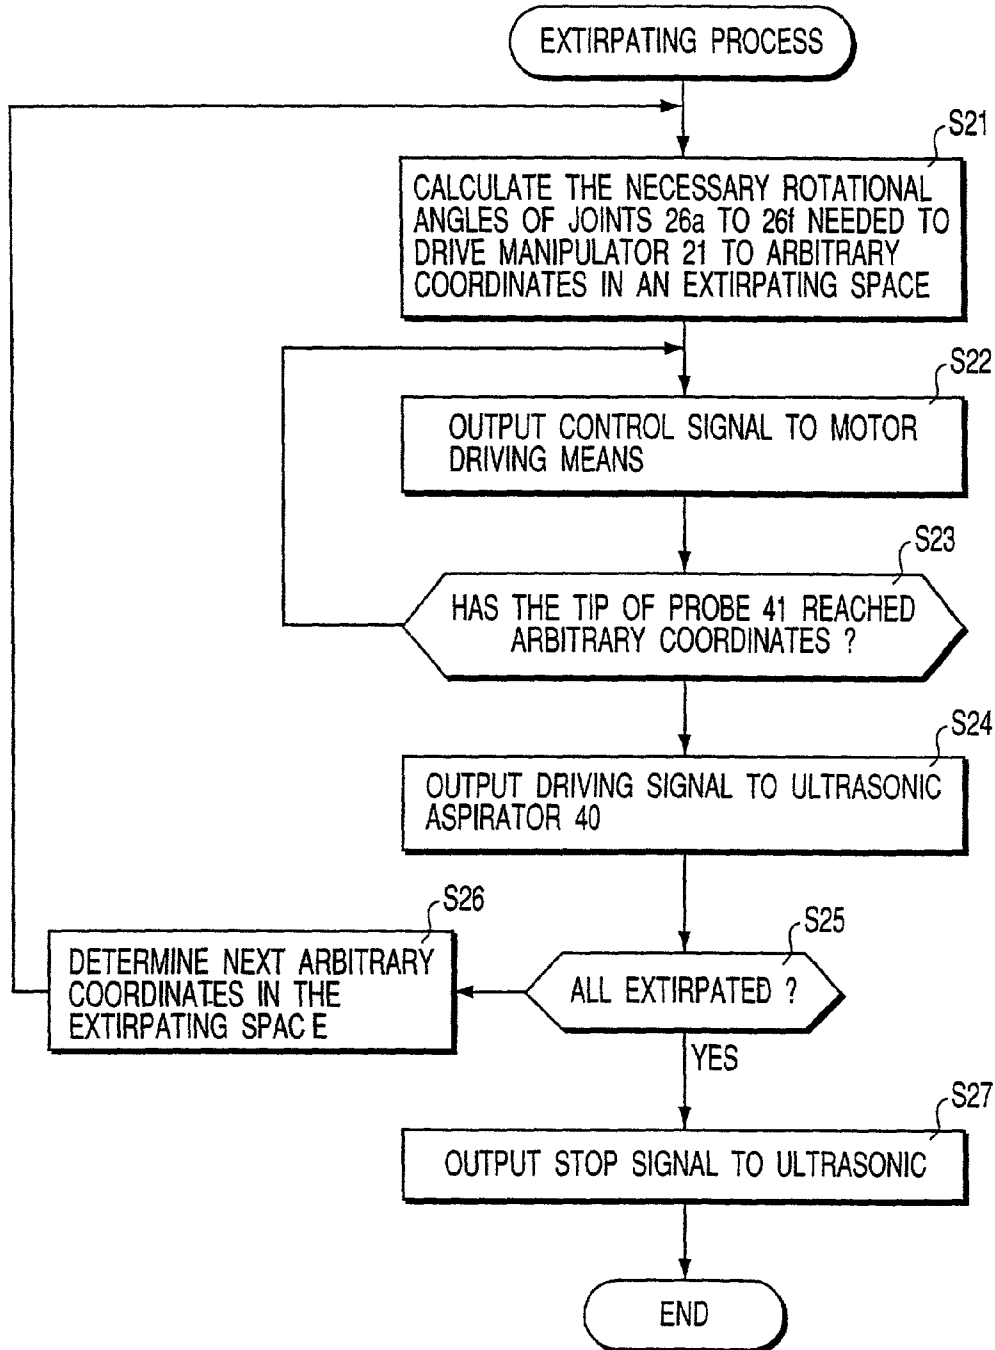 EXTIRPATING PROCESS
S21
CALCULATE THE NECESSARY ROTATIONAL
ANGLES OF JOINTS 26a TO 26f NEEDED TO
DRIVE MANIPULATOR 21 TO ARBITRARY
COORDINATES IN AN EXTIRPATING SPACE
S22
OUTPUT CONTROL SIGNAL TO MOTOR
DRIVING MEANS
S23
HAS THE TIP OF PROBE 41 REACHED
ARBITRARY COORDINATES ?
S24
OUTPUT DRIVING SIGNAL TO ULTRASONIC
ASPIRATOR 40
S26
DETERMINE NEXT ARBITRARY
COORDINATES IN THE
EXTIRPATING SPACE
S25
ALL EXTIRPATED ?
YES
S27
OUTPUT STOP SIGNAL TO ULTRASONIC
END